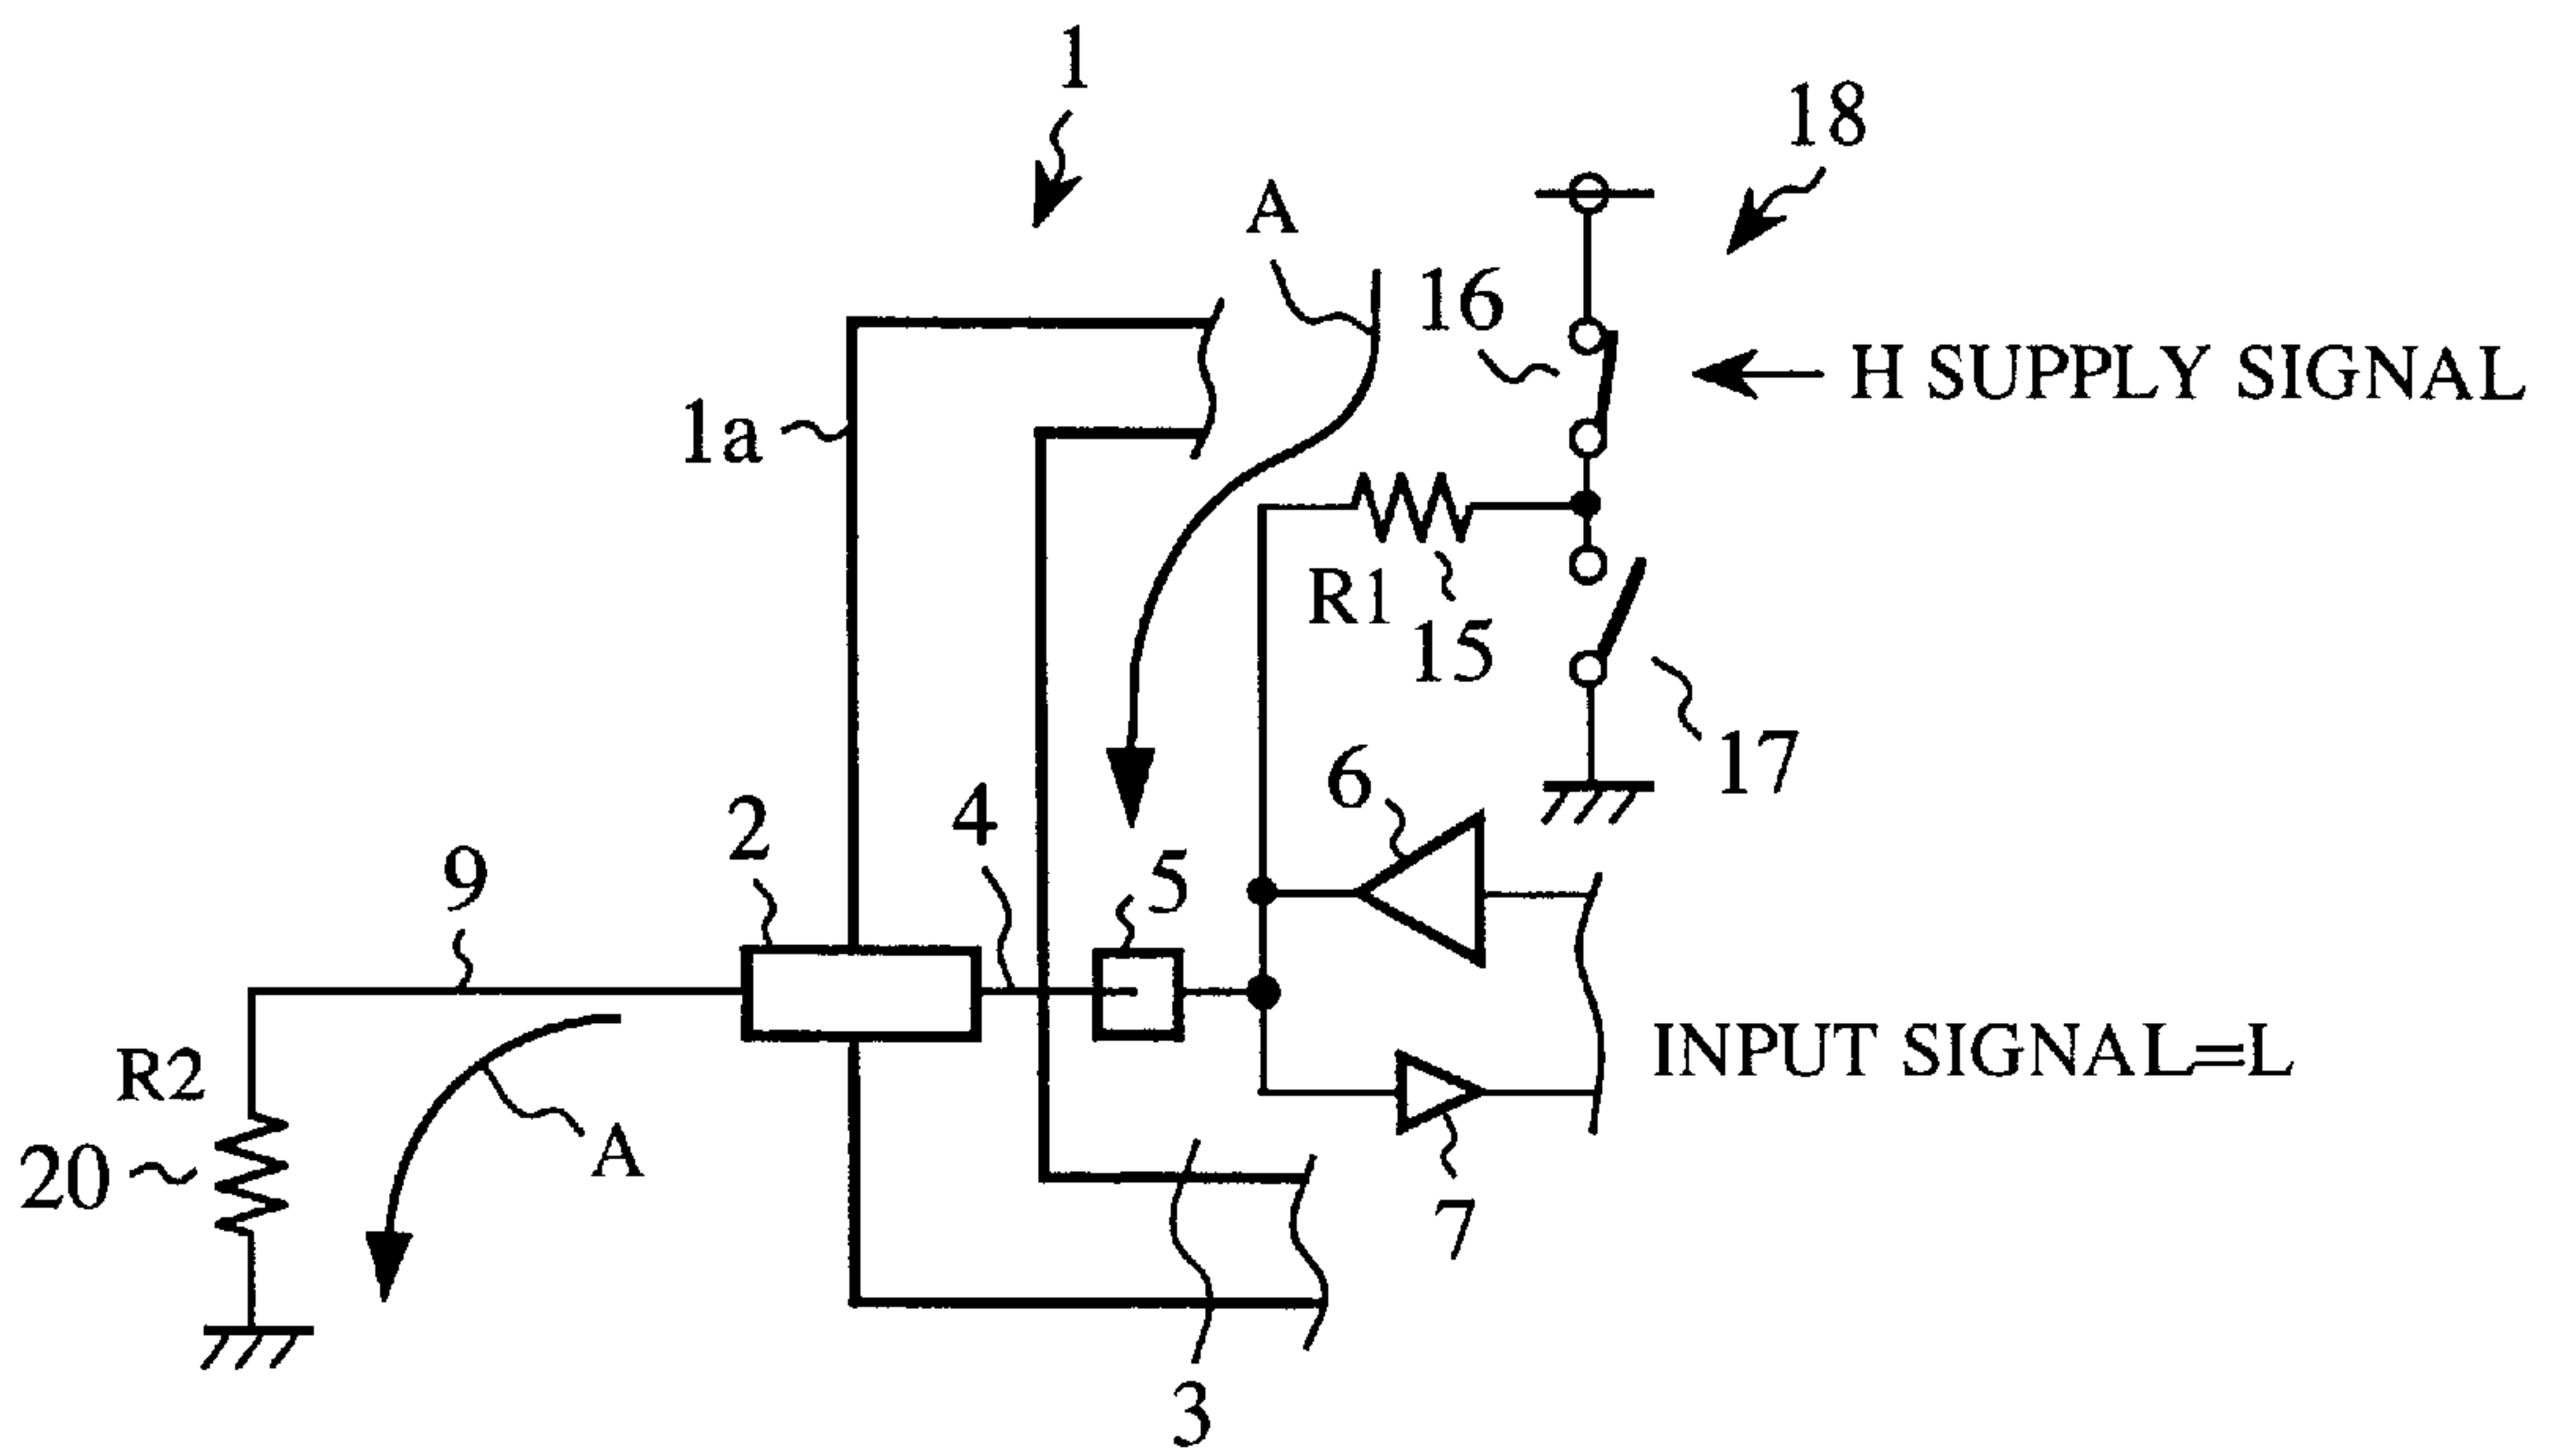 1
18
A
16
H SUPPLY SIGNAL
1a
R1
15
17
6
2
4
5
9
INPUT SIGNAL=L
R2
A
20
7
3